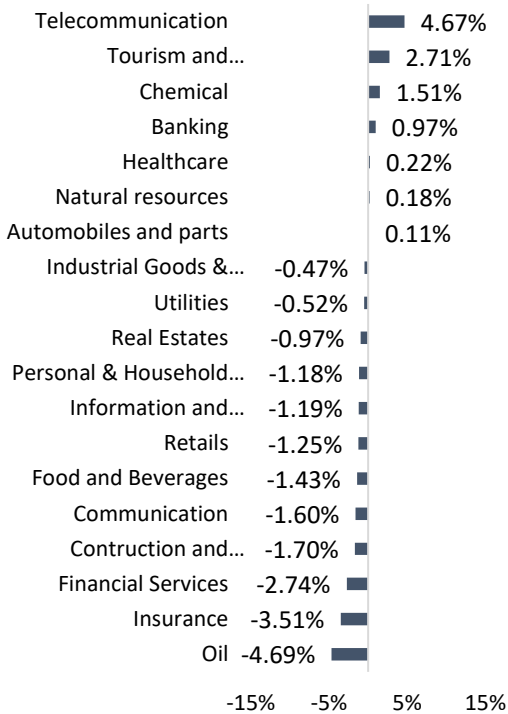 Telecommunication 4.67%
Tourism and... 2.71%
Chemical 1.51%
Banking 0.97%
Healthcare 0.22%
Natural resources 0.18%
Automobiles and parts 0.11%
Industrial Goods &... -0.47%
Utilities -0.52%
Real Estates -0.97%
Personal & Household... -1.18%
Information and... -1.19%
Retails -1.25%
Food and Beverages -1.43%
Communication -1.60%
Contruction and... -1.70%
Financial Services -2.74%
Insurance -3.51%
Oil -4.69%
-15% -5% 5% 15%